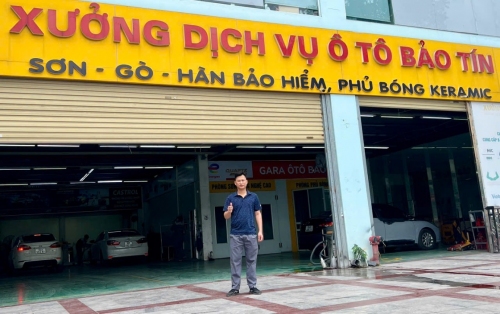 XƯỞNG DỊCH VỤ Ô TÔ BẢO TÍN
SƠN - GÒ - HÀN BẢO HIỂM, PHỦ BÓNG KERAMIC
GARA ÔTÔ BẢO